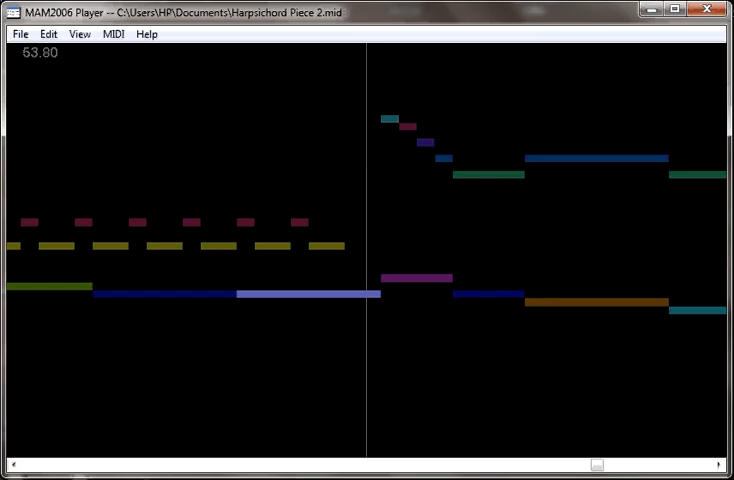 MAM2006 Player -- C:\Users\HP\Documents\Harpsichord Piece 2.mid
File Edit View MIDI Help
53.80